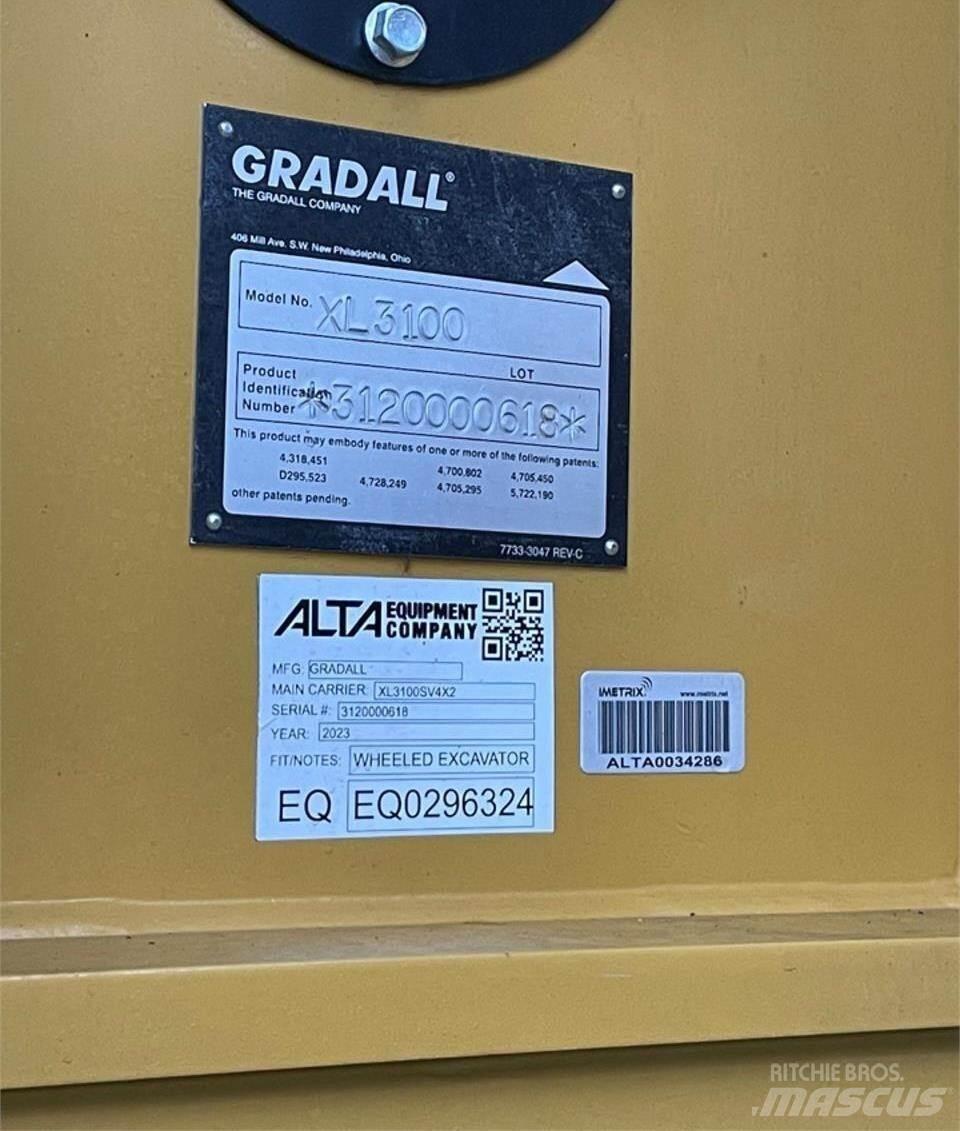 GRADALL®
THE GRADALL COMPANY
406 Mill Ave. S.W. New Philadelphia, Ohio
Model No. XL3100
LOT
Product
Identification
Number *3120000618*
This product may embody features of one or more of the following patents:
4,318,451 4,700,802 4,705,450
D295,523 4,728,249 4,705,295 5,722,190
other patents pending.
7733-3047 REV-C
ALTA EQUIPMENT
COMPANY
MFG: GRADALL
MAIN CARRIER: XL3100SV4X2
SERIAL #: 3120000618
YEAR: 2023
FIT/NOTES: WHEELED EXCAVATOR
EQ EQ0296324
IMETRIX www.imetrix.net
ALTA0034286
RITCHIE BROS.
MASCUS